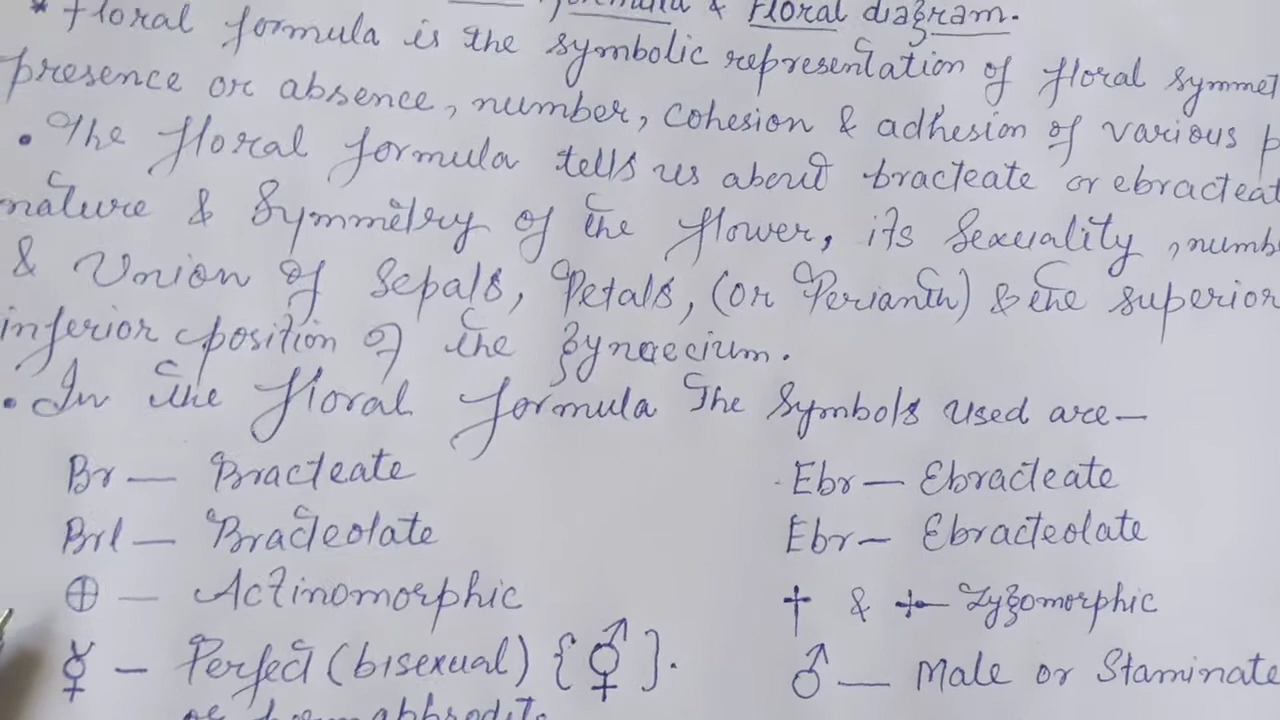 formula & Floral diagram.
* Floral formula is the symbolic representation of floral symmet
presence or absence, number, cohesion & adhesion of various p
• The floral formula tells us about bracteate or ebracteat
nature & Symmetry of the flower, its Sexuality, numb
& Union of Sepals, Petals, (or Perianth) & the superior
inferior position of the gynaecium.
• In the floral formula The Symbols used are—
Br — Bracteate Ebr — Ebracteate
Brl — Bracteolate Ebr — Ebracteolate
⊕ — Actinomorphic † & ⸸ Zygomorphic
☿ — Perfect (bisexual) {⚥}. ♂ — Male or Staminate